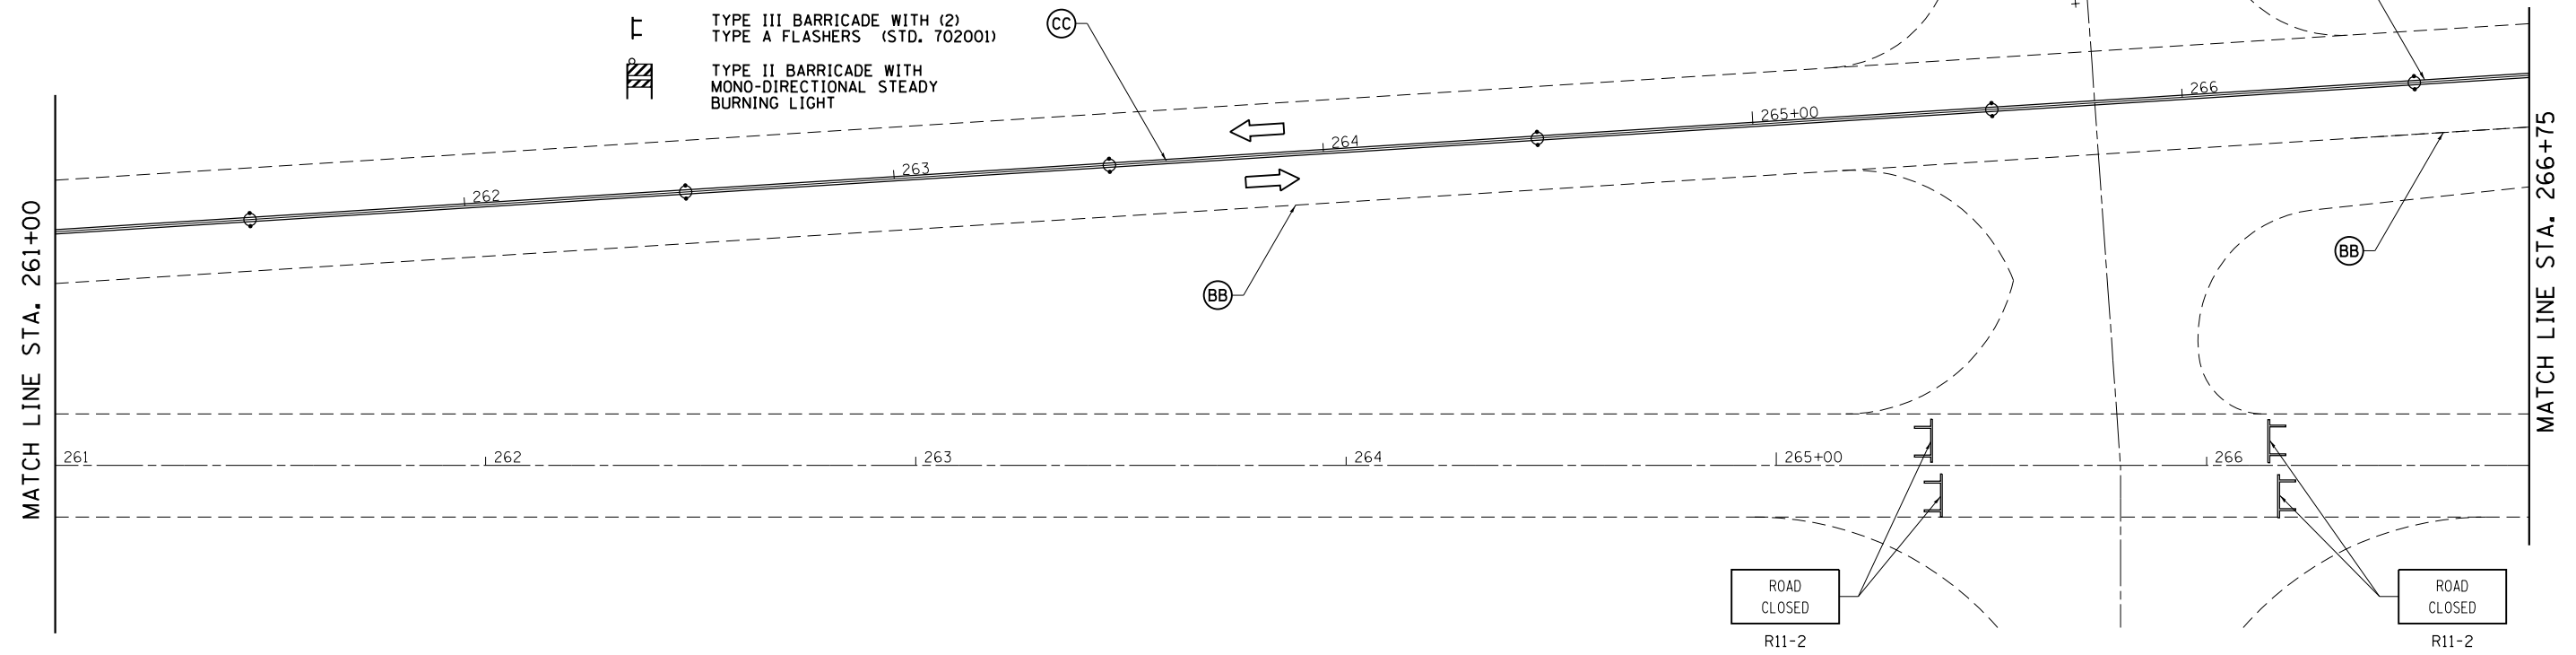 TYPE III BARRICADE WITH (2)
TYPE A FLASHERS (STD. 702001)
TYPE II BARRICADE WITH
MONO-DIRECTIONAL STEADY
BURNING LIGHT
CC
MATCH LINE STA. 261+00
262
263
264
265+00
266
MATCH LINE STA. 266+75
BB
BB
261
262
263
264
265+00
266
ROAD
CLOSED
R11-2
ROAD
CLOSED
R11-2